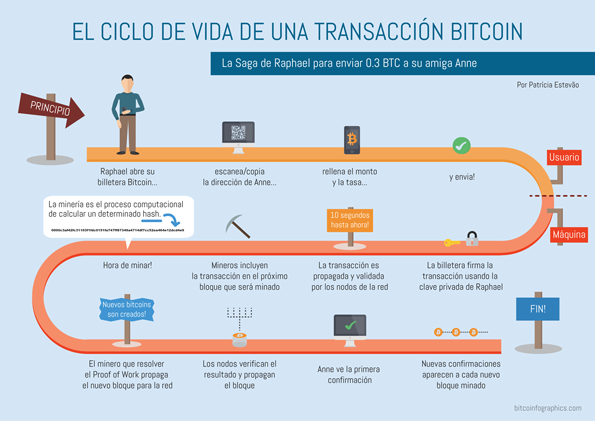 EL CICLO DE VIDA DE UNA TRANSACCIÓN BITCOIN
La Saga de Raphael para enviar 0.3 BTC a su amiga Anne
Por Patrícia Estevão
PRINCIPIO
Raphael abre su
billetera Bitcoin...
escanea/copia
la dirección de Anne...
rellena el monto
y la tasa...
y envia!
Usuario
Máquina
La minería es el proceso computacional
de calcular un determinado hash.
Hora de minar!
Mineros incluyen
la transacción en el próximo
bloque que será minado
10 segundos
hasta ahora!
La transacción es
propagada y validada
por los nodos de la red
La billetera firma la
transacción usando la
clave privada de Raphael
Nuevos bitcoins
son creados!
El minero que resolver
el Proof of Work propaga
el nuevo bloque para la red
Los nodos verifican el
resultado y propagan
el bloque
Anne ve la primera
confirmación
Nuevas confirmaciones
aparecen a cada nuevo
bloque minado
FIN!
bitcoinfographics.com